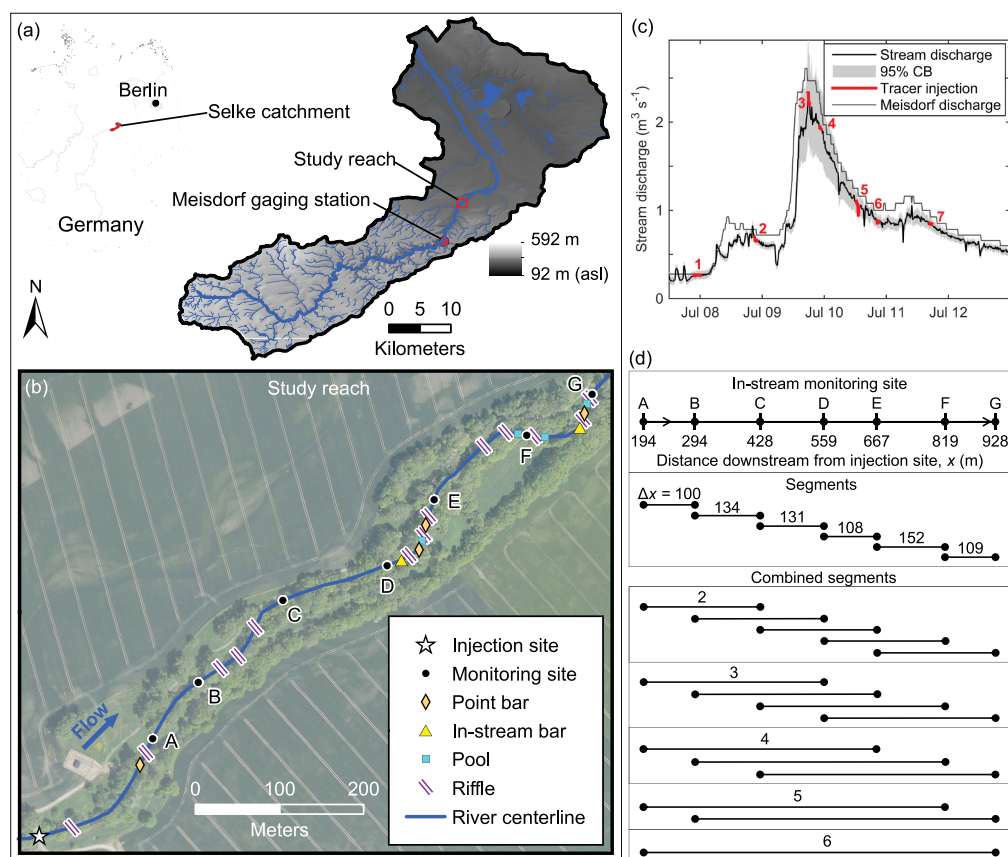 (a)
Berlin
Selke catchment
Germany
Selke River
Study reach
Meisdorf gaging station
592 m
92 m (asl)
N
0 5 10
Kilometers
(b)
Study reach
G
F
E
D
C
B
A
Flow
0 100 200
Meters
Injection site
Monitoring site
Point bar
In-stream bar
Pool
Riffle
River centerline
(c)
Stream discharge
95% CB
Tracer injection
Meisdorf discharge
Stream discharge (m³ s⁻¹)
2
1
0
1
2
3
4
5
6
7
Jul 08 Jul 09 Jul 10 Jul 11 Jul 12
(d)
In-stream monitoring site
A B C D E F G
194 294 428 559 667 819 928
Distance downstream from injection site, x (m)
Segments
Δx = 100
134
131
108
152
109
Combined segments
2
3
4
5
6